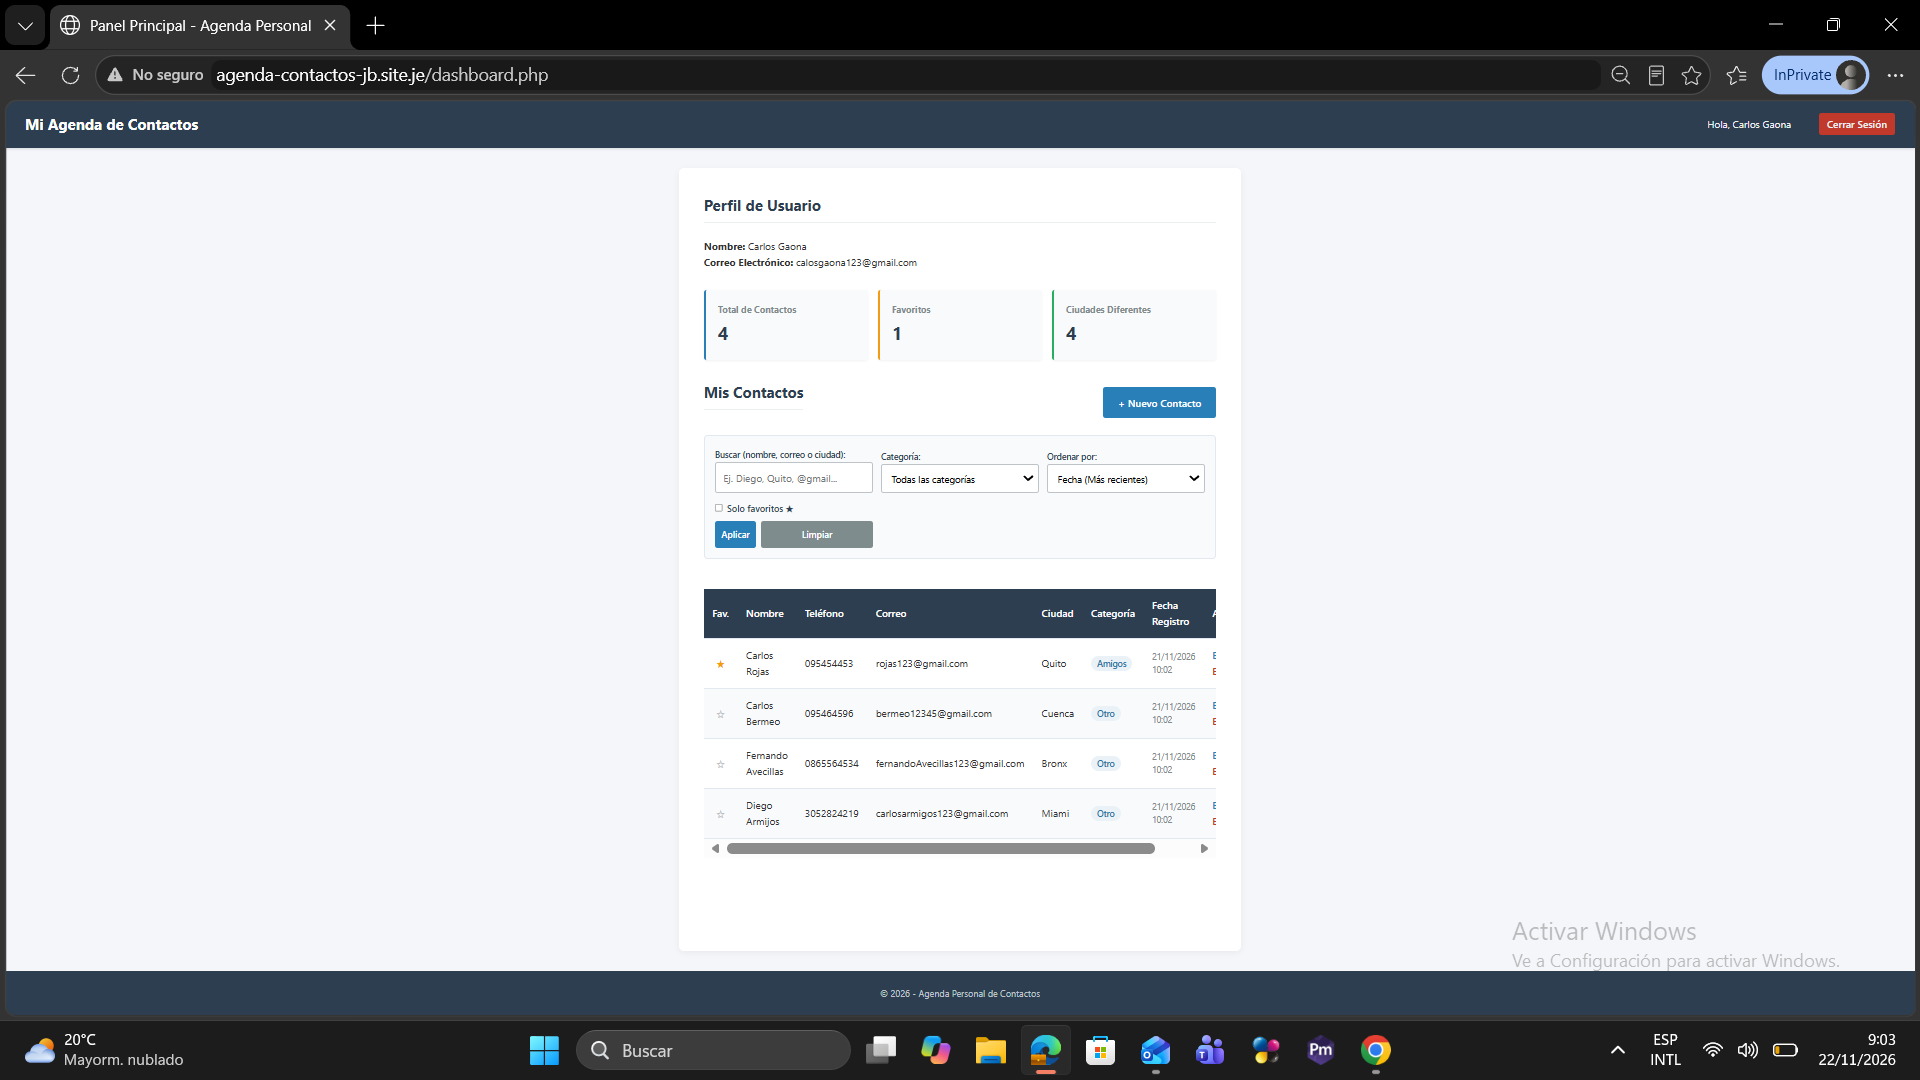 Panel Principal - Agenda Personal
No seguro
agenda-contactos-jb.site.je/dashboard.php
InPrivate
Mi Agenda de Contactos
Hola, Carlos Gaona
Cerrar Sesión
Perfil de Usuario
Nombre: Carlos Gaona
Correo Electrónico: calosgaona123@gmail.com
Total de Contactos
4
Favoritos
1
Ciudades Diferentes
4
Mis Contactos
+ Nuevo Contacto
Buscar (nombre, correo o ciudad):
Ej. Diego, Quito, @gmail...
Categoría:
Todas las categorías
Ordenar por:
Fecha (Más recientes)
Solo favoritos ★
Aplicar
Limpiar
Fav. Nombre Teléfono Correo Ciudad Categoría Fecha Registro
★ Carlos Rojas 095454453 rojas123@gmail.com Quito Amigos 21/11/2026 10:02
☆ Carlos Bermeo 095464596 bermeo12345@gmail.com Cuenca Otro 21/11/2026 10:02
☆ Fernando Avecillas 0865564534 fernandoAvecillas123@gmail.com Bronx Otro 21/11/2026 10:02
☆ Diego Armijos 3052824219 carlosarmigos123@gmail.com Miami Otro 21/11/2026 10:02
Activar Windows
Ve a Configuración para activar Windows.
© 2026 - Agenda Personal de Contactos
20°C
Mayorm. nublado
Buscar
Pm
ESP
INTL
9:03
22/11/2026